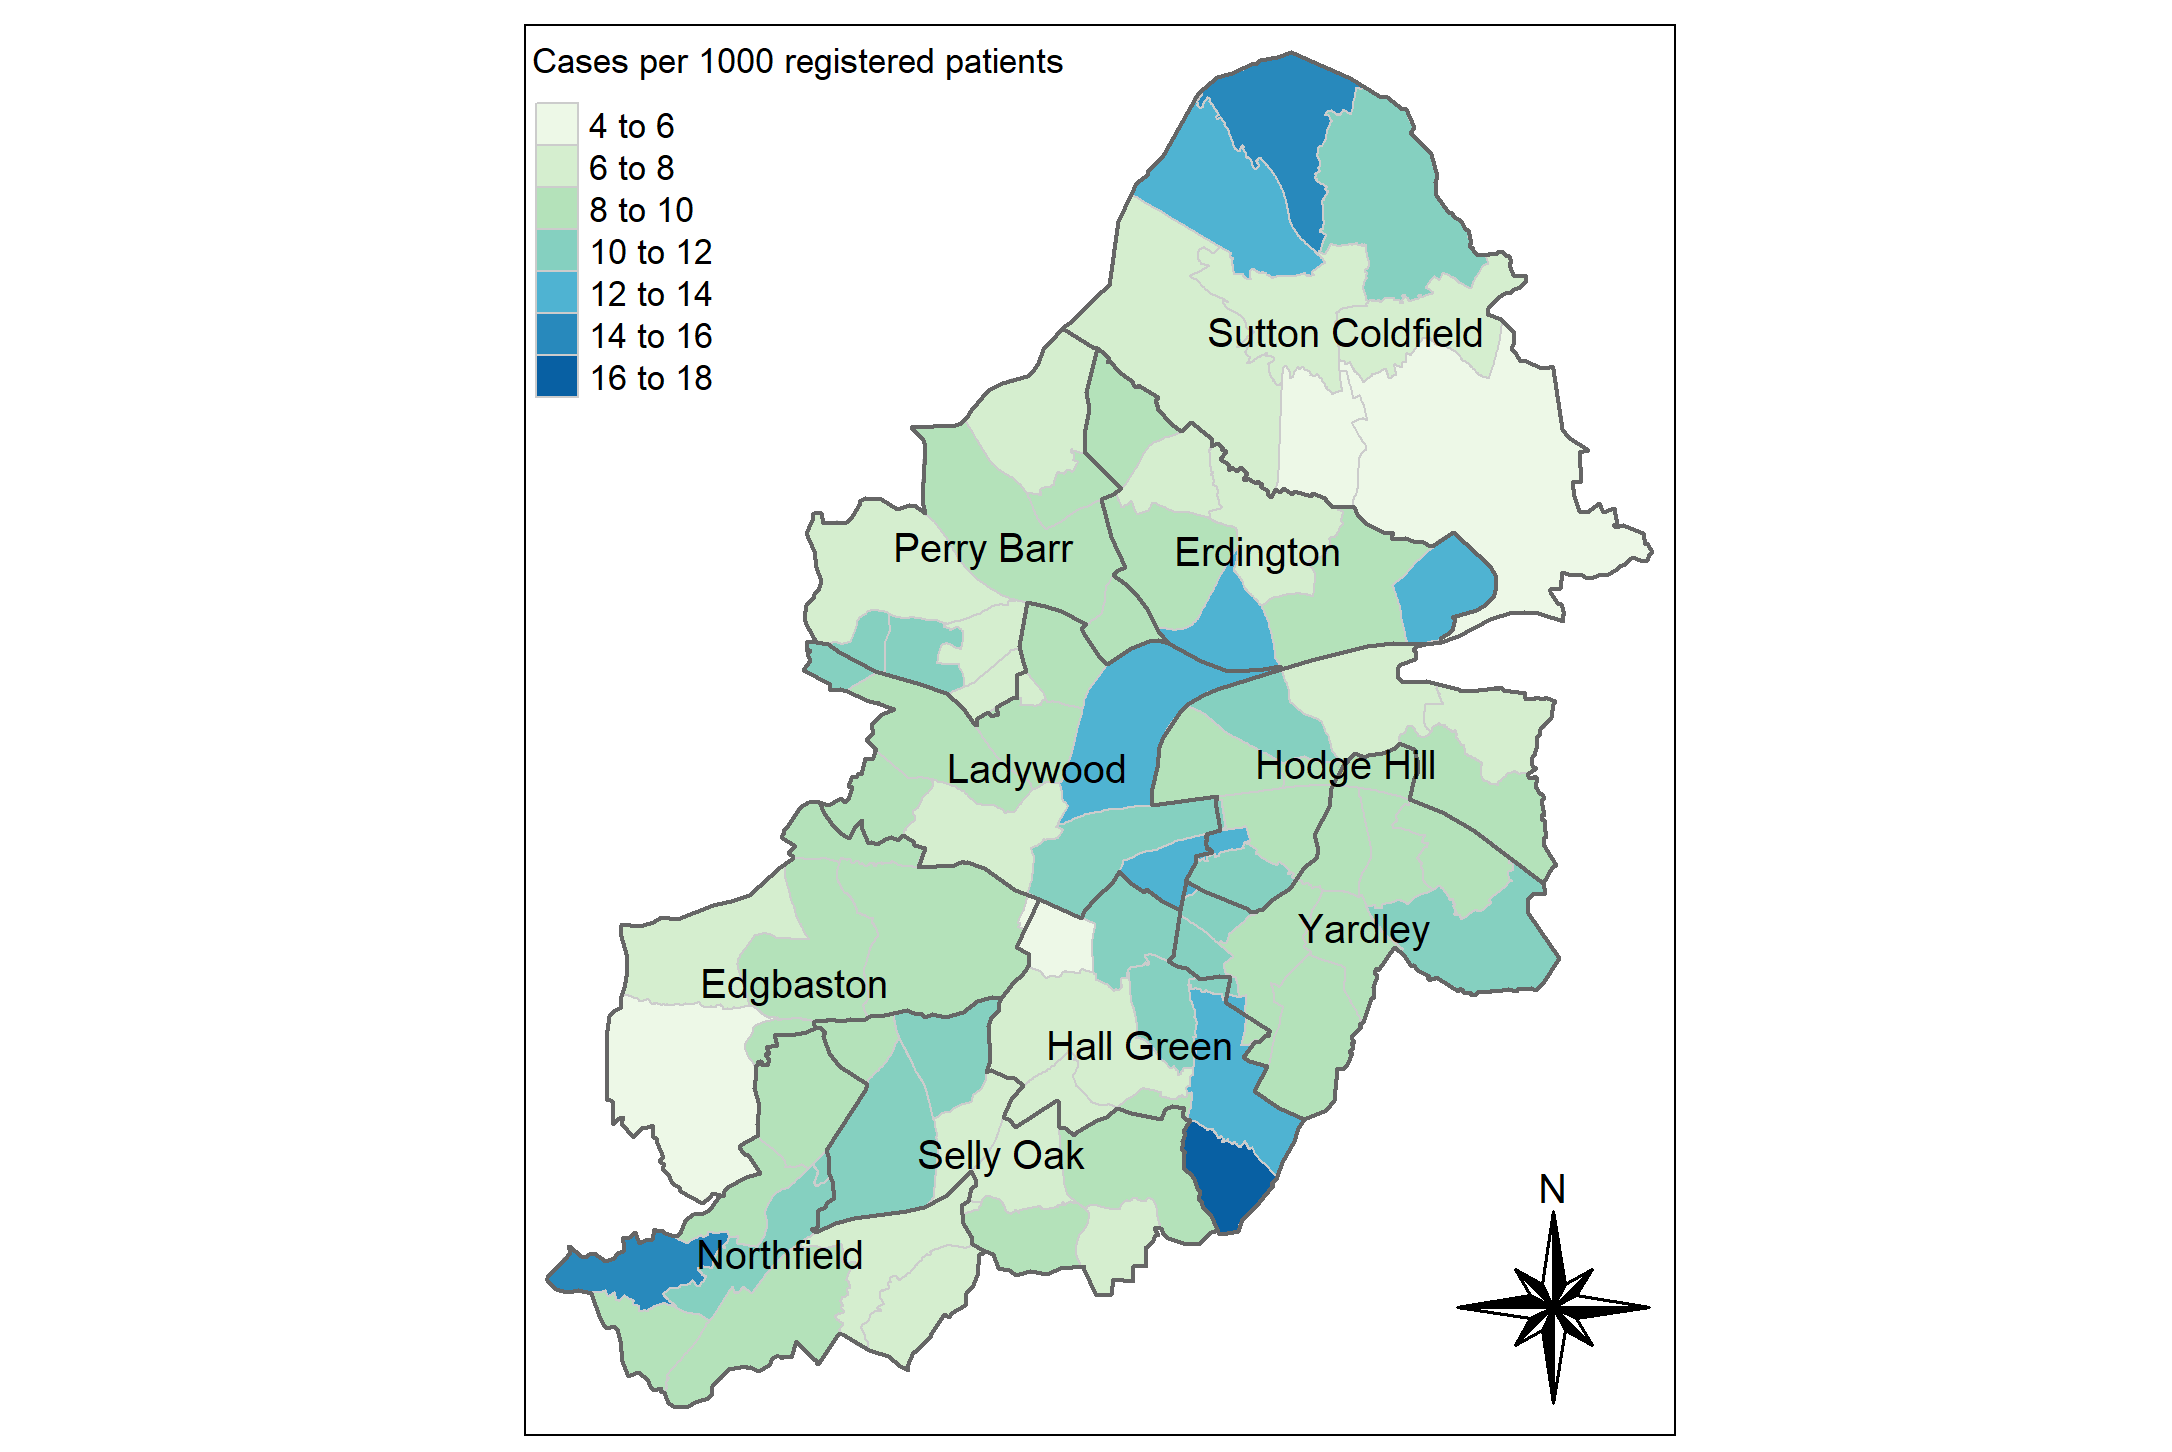 Cases per 1000 registered patients
4 to 6
6 to 8
8 to 10
10 to 12
12 to 14
14 to 16
16 to 18
Sutton Coldfield
Perry Barr
Erdington
Ladywood
Hodge Hill
Yardley
Edgbaston
Hall Green
Selly Oak
N
Northfield